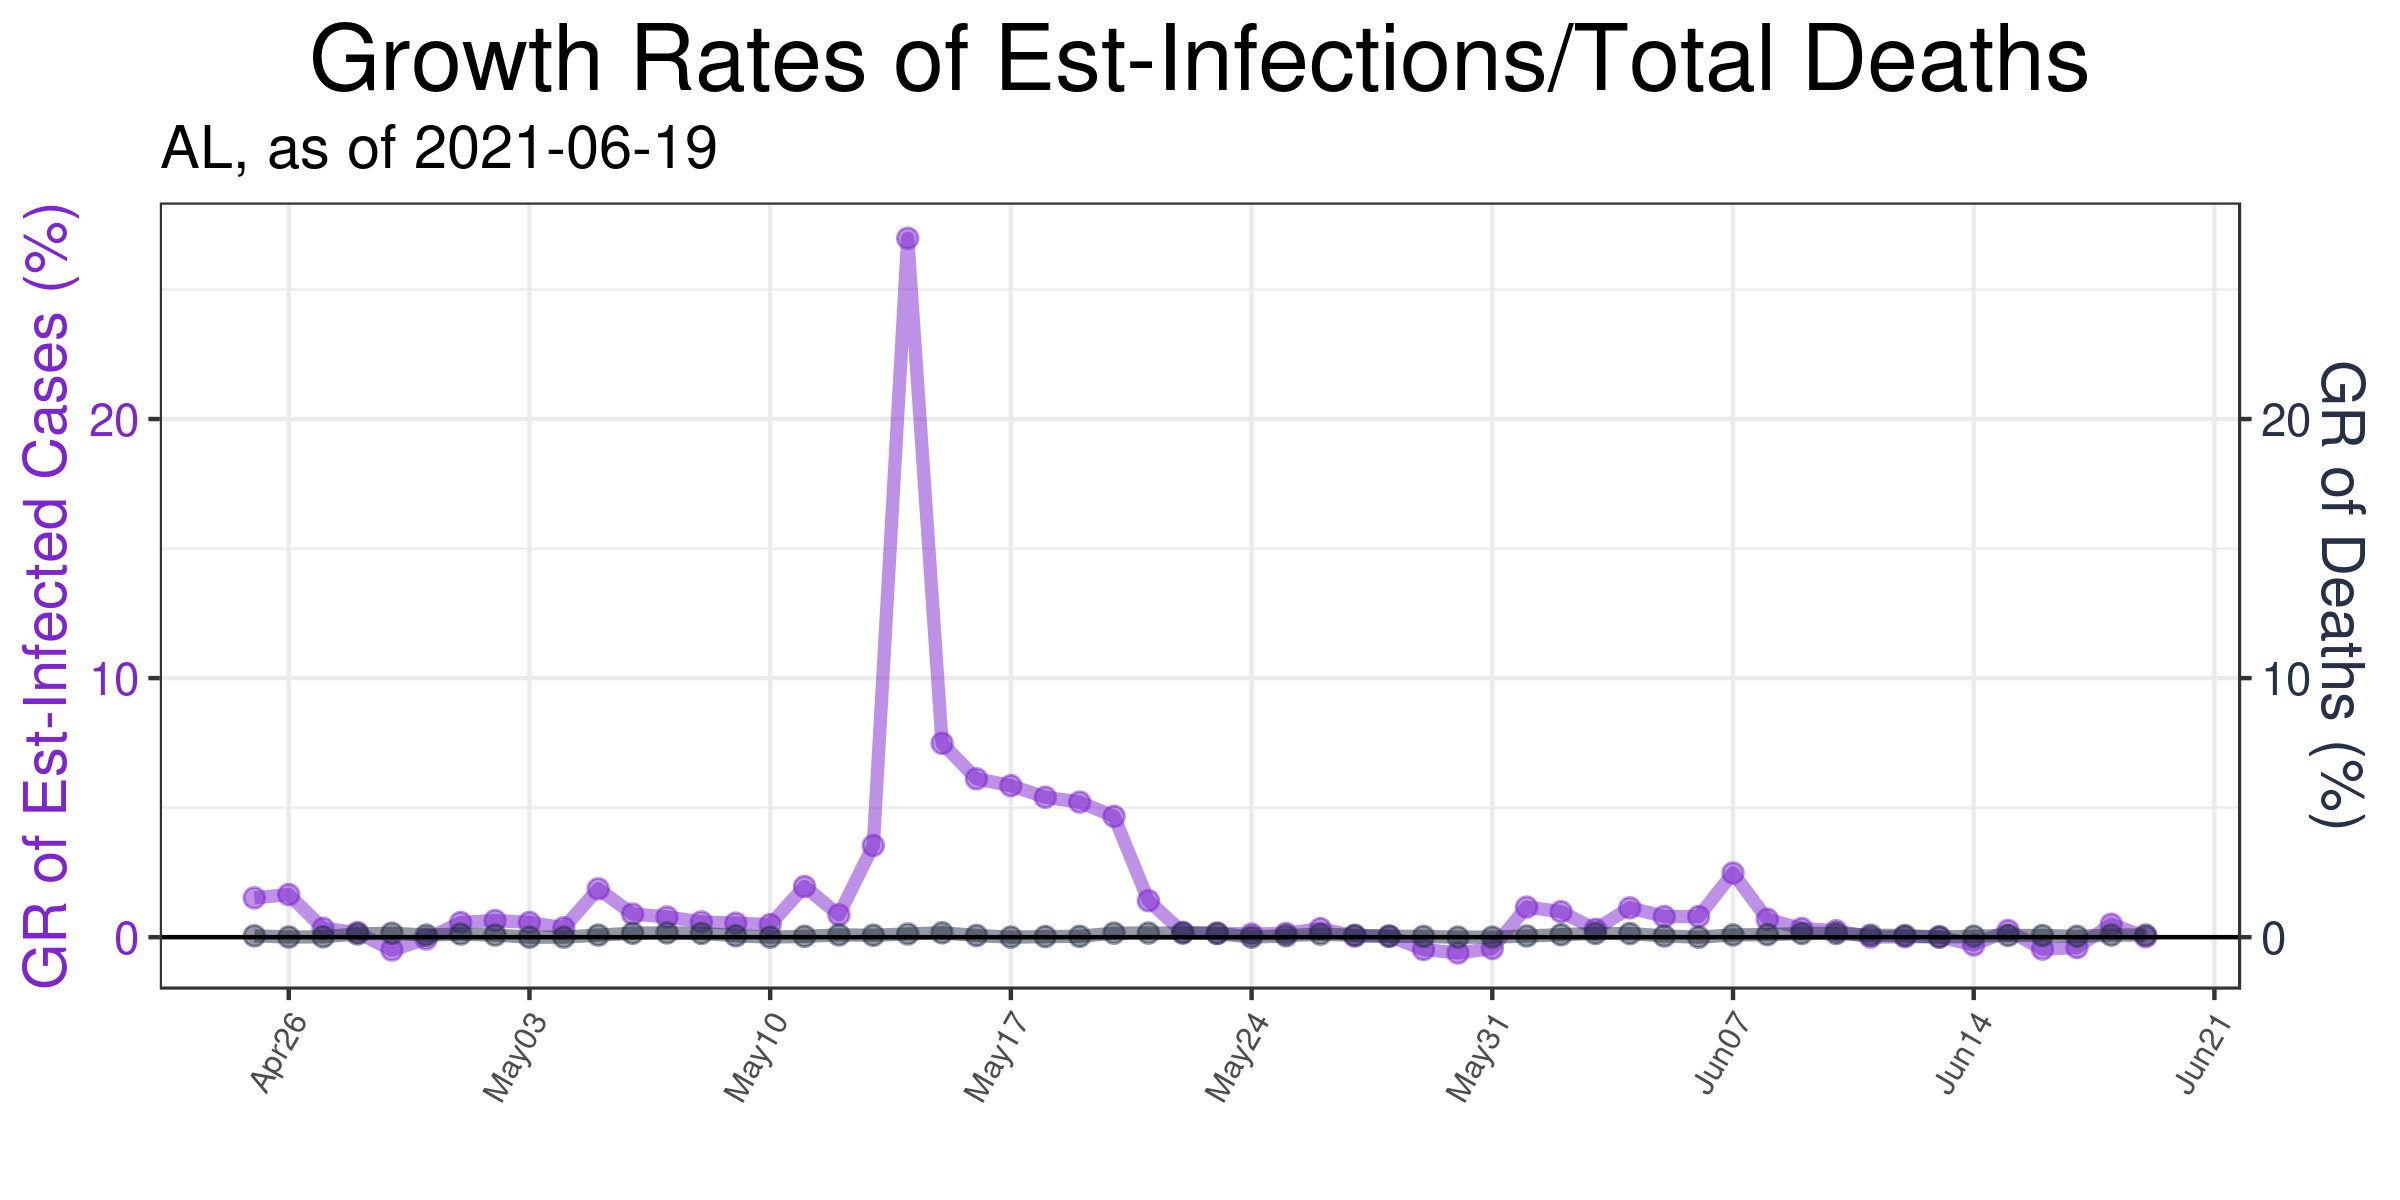 Growth Rates of Est-Infections/Total Deaths
AL, as of 2021-06-19
GR of Est-Infected Cases (%)
20
10
0
20
10
0
GR of Deaths (%)
Apr26
May03
May10
May17
May24
May31
Jun07
Jun14
Jun21